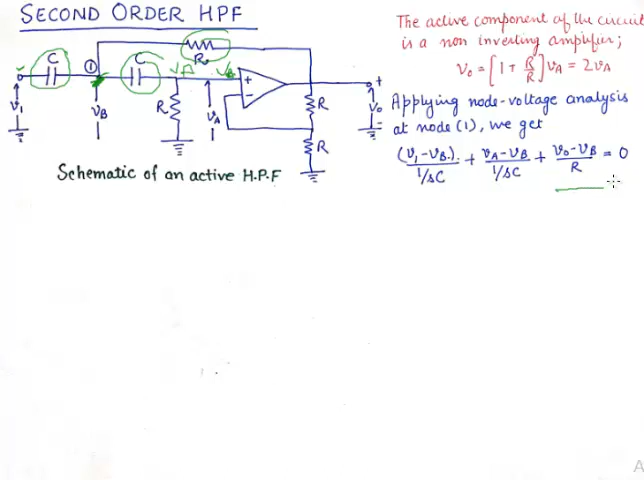 SECOND ORDER HPF
The active component of the circuit
is a non inverting amplifier;
V₀ = [1 + R/R] vA = 2vA
Applying node-voltage analysis
at node (1), we get
(v₁-vB)/(1/sC) + (vA-vB)/(1/sC) + (v₀-vB)/R = 0
C
①
C
R
VA
+
-
v₁
vB
R
vA
R
R
+
v₀
-
Schematic of an active H.P.F
A